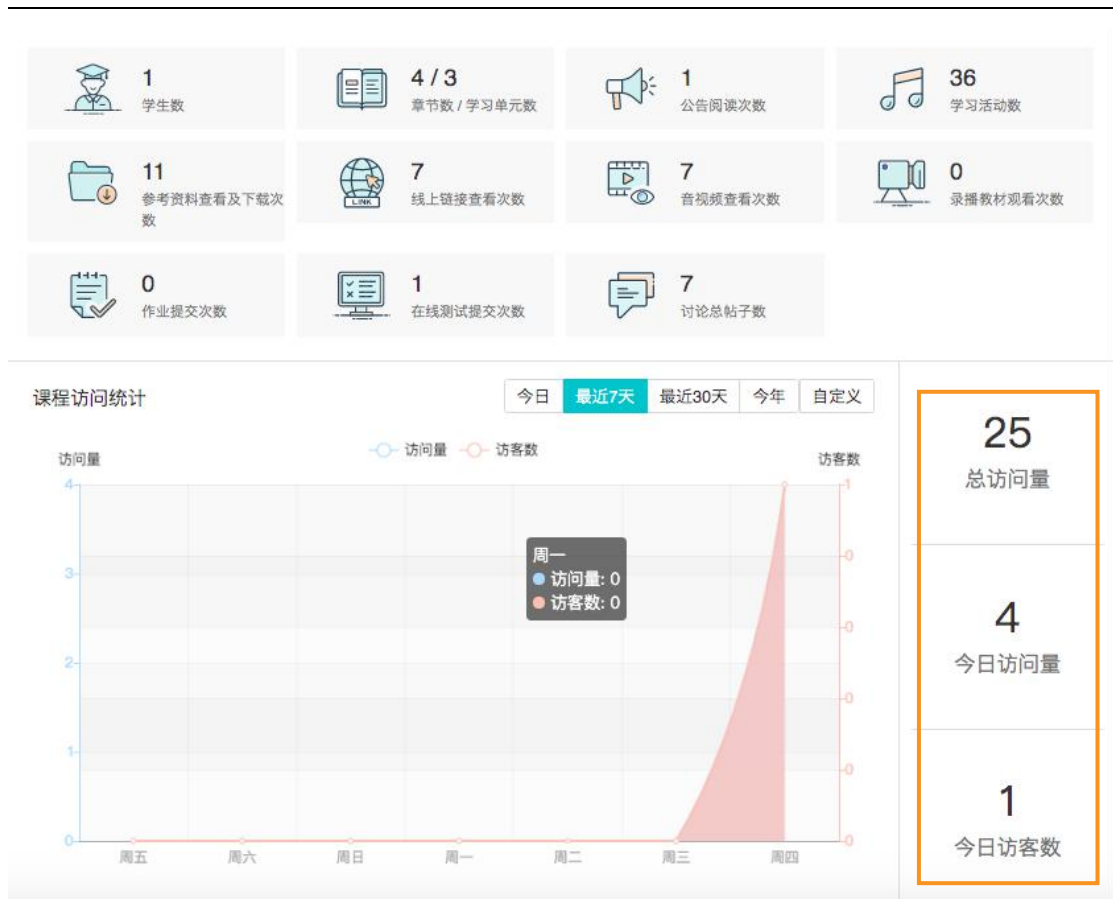 1
学生数
4 / 3
章节数 / 学习单元数
1
公告阅读次数
36
学习活动数
11
参考资料查看及下载次
数
LINK
7
线上链接查看次数
7
音视频查看次数
0
录播教材观看次数
0
作业提交次数
1
在线测试提交次数
7
讨论总帖子数
课程访问统计
今日 最近7天 最近30天 今年 自定义
访问量 访客数
访问量
访客数
4
3
2
1
0
1
0
0
0
0
0
周一
访问量: 0
访客数: 0
周五 周六 周日 周一 周二 周三 周四
25
总访问量
4
今日访问量
1
今日访客数